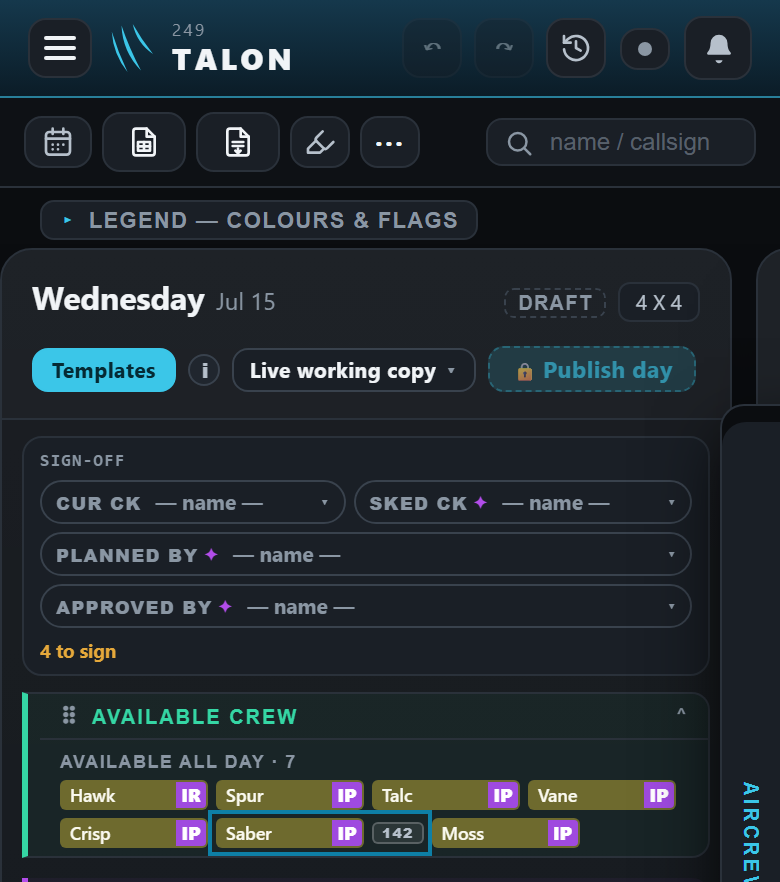 249
TALON
name / callsign
LEGEND — COLOURS & FLAGS
Wednesday Jul 15 DRAFT 4 X 4
Templates i Live working copy Publish day
SIGN-OFF
CUR CK — name — SKED CK — name —
PLANNED BY — name —
APPROVED BY — name —
4 to sign
AVAILABLE CREW
AVAILABLE ALL DAY · 7
Hawk IR Spur IP Talc IP Vane IP
Crisp IP Saber IP 142 Moss IP